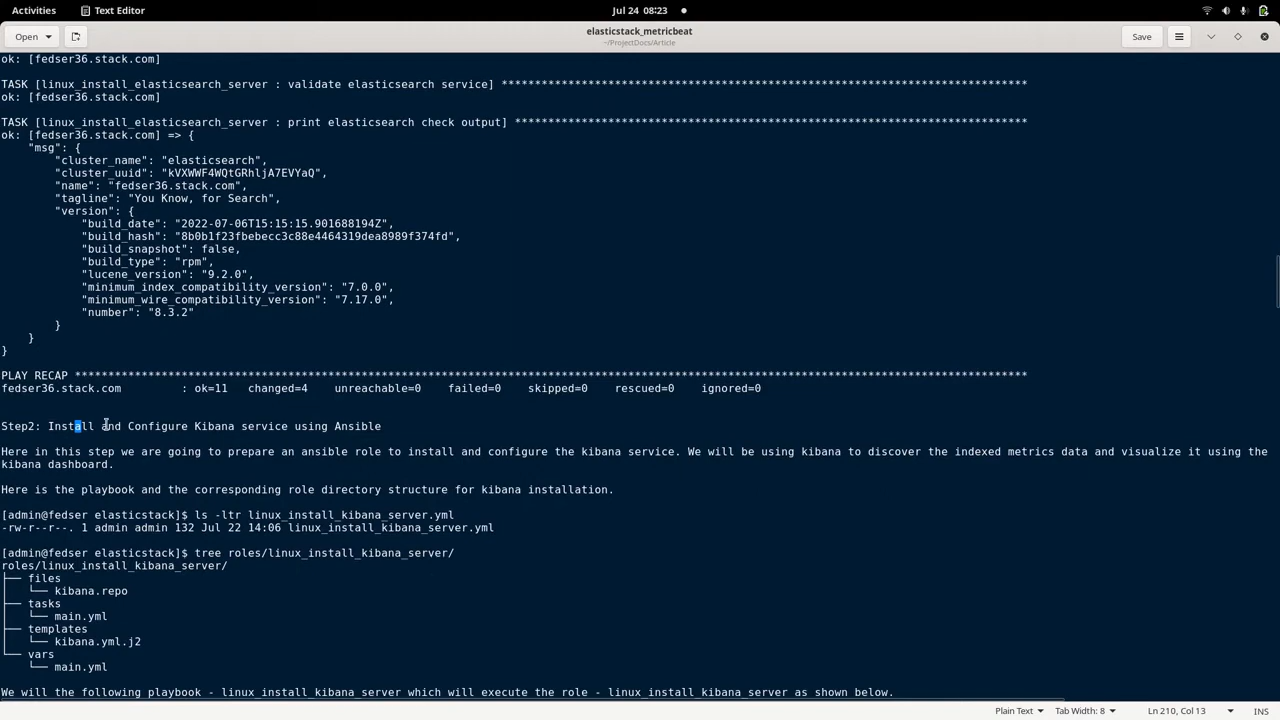 Activities Text Editor Jul 24 08:23
Open elasticstack_metricbeat Save
~/ProjectDocs/Article
ok: [fedser36.stack.com]
TASK [linux_install_elasticsearch_server : validate elasticsearch service] ********************************************************************************
ok: [fedser36.stack.com]
TASK [linux_install_elasticsearch_server : print elasticsearch check output] ******************************************************************************
ok: [fedser36.stack.com] => {
"msg": {
"cluster_name": "elasticsearch",
"cluster_uuid": "kVXWWF4WQtGRhljA7EVYaQ",
"name": "fedser36.stack.com",
"tagline": "You Know, for Search",
"version": {
"build_date": "2022-07-06T15:15:15.901688194Z",
"build_hash": "8b0b1f23fbebecc3c88e4464319dea8989f374fd",
"build_snapshot": false,
"build_type": "rpm",
"lucene_version": "9.2.0",
"minimum_index_compatibility_version": "7.0.0",
"minimum_wire_compatibility_version": "7.17.0",
"number": "8.3.2"
}
}
}
PLAY RECAP ************************************************************************************************************************************************
fedser36.stack.com : ok=11 changed=4 unreachable=0 failed=0 skipped=0 rescued=0 ignored=0
Step2: Install and Configure Kibana service using Ansible
Here in this step we are going to prepare an ansible role to install and configure the kibana service. We will be using kibana to discover the indexed metrics data and visualize it using the
kibana dashboard.
Here is the playbook and the corresponding role directory structure for kibana installation.
[admin@fedser elasticstack]$ ls -ltr linux_install_kibana_server.yml
-rw-r--r--. 1 admin admin 132 Jul 22 14:06 linux_install_kibana_server.yml
[admin@fedser elasticstack]$ tree roles/linux_install_kibana_server/
roles/linux_install_kibana_server/
├── files
│   └── kibana.repo
├── tasks
│   └── main.yml
├── templates
│   └── kibana.yml.j2
└── vars
    └── main.yml
We will the following playbook - linux_install_kibana_server which will execute the role - linux_install_kibana_server as shown below.
Plain Text Tab Width: 8 Ln 210, Col 13 INS